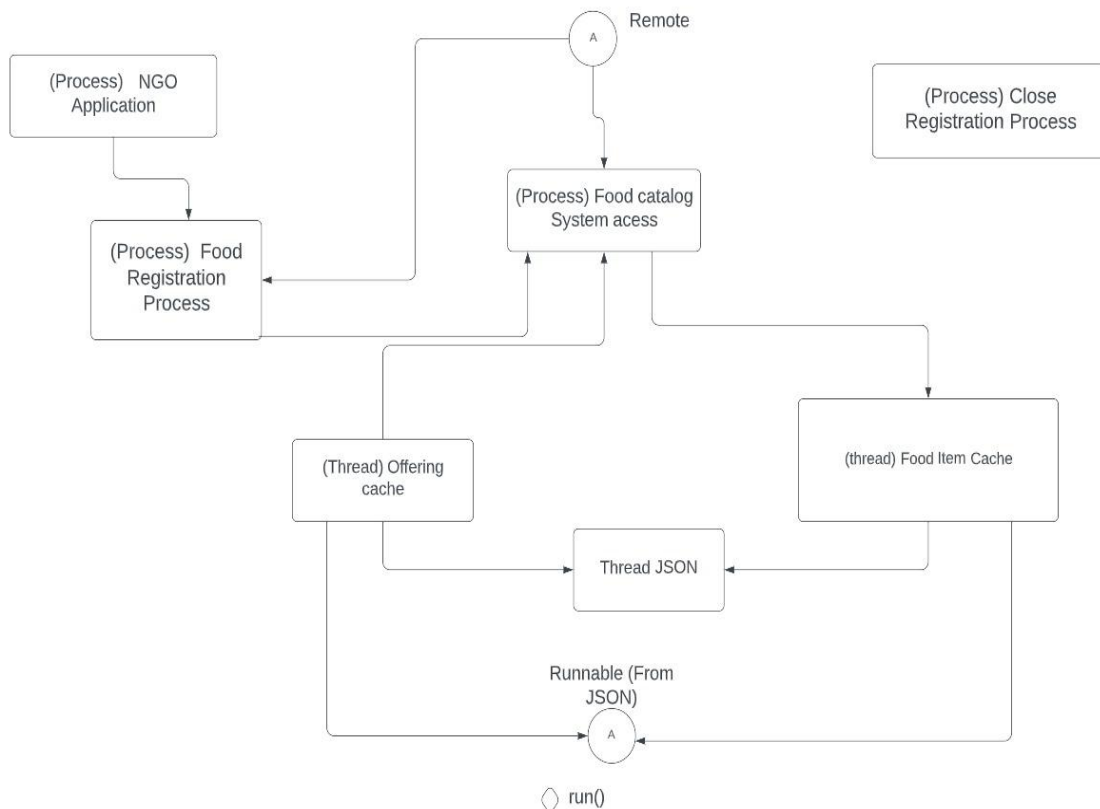 Remote
A
(Process) NGO
Application
(Process) Close
Registration Process
(Process) Food catalog
System acess
(Process) Food
Registration
Process
(Thread) Offering
cache
(thread) Food Item Cache
Thread JSON
Runnable (From
JSON)
A
run()